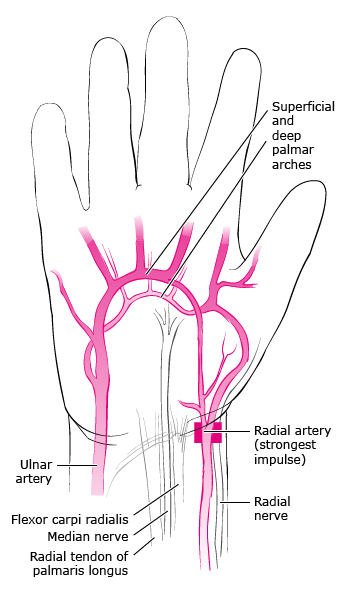 Superficial
and
deep
palmar
arches
Radial artery
(strongest
impulse)
Ulnar
artery
Radial
nerve
Flexor carpi radialis
Median nerve
Radial tendon of
palmaris longus